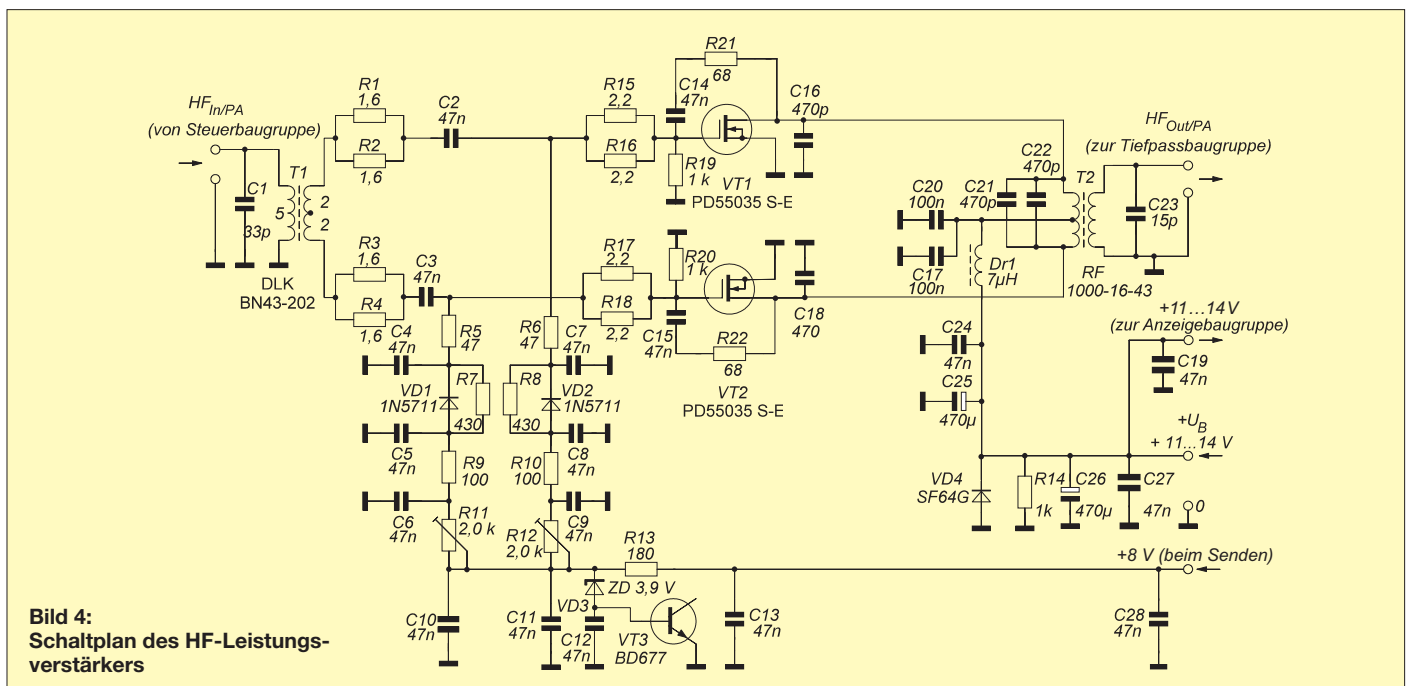 R21
68
C14
47n
C16
470p
HF In/PA
(von Steuerbaugruppe)
R1
1,6
R2
1,6
C2
47n
R15
2,2
R16
2,2
R19
1 k
VT1
PD55035 S-E
HF Out/PA
(zur Tiefpassbaugruppe)
T1
C1
33p
5
2
2
DLK
BN43-202
C22
470p
C21
470p
T2
C20
100n
C17
100n
C23
15p
Dr1
7µH
RF
1000-16-43
R3
1,6
R4
1,6
C3
47n
R17
2,2
R18
2,2
R20
1 k
C15
47n
R22
68
VT2
PD55035 S-E
C18
470
C4
47n
R5
47
R6
47
C7
47n
VD1
1N5711
R7
430
R8
430
VD2
1N5711
C5
47n
C8
47n
R9
100
R10
100
C6
47n
R11
2,0 k
R12
2,0 k
C9
47n
C24
47n
C25
470µ
+11...14V
(zur Anzeigebaugruppe)
C19
47n
+U B
+ 11...14 V
VD4
SF64G
R14
1k
C26
470µ
C27
47n
0
R13
180
+8 V (beim Senden)
ZD 3,9 V
VD3
C10
47n
C11
47n
C12
47n
VT3
BD677
C13
47n
C28
47n
Bild 4:
Schaltplan des HF-Leistungs-
verstärkers